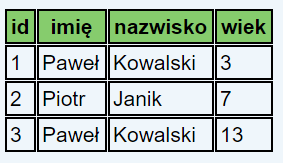 id imię nazwisko wiek
1 Paweł Kowalski 3
2 Piotr Janik 7
3 Paweł Kowalski 13